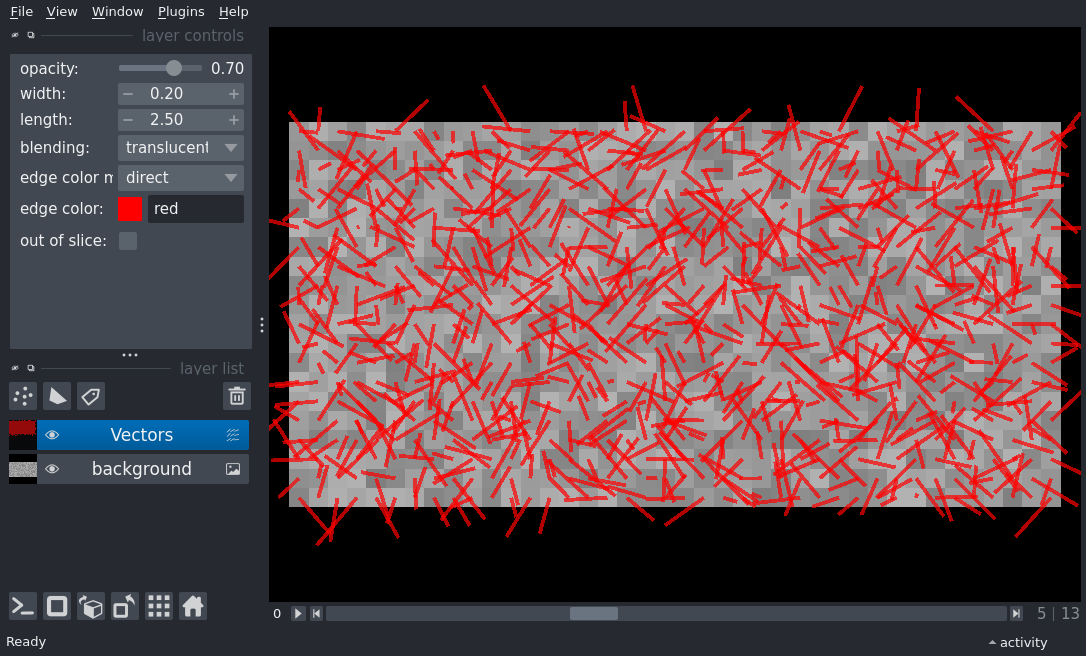 File View Window Plugins Help
layer controls
opacity: 0.70
width: 0.20
length: 2.50
blending: translucent
edge color m direct
edge color: red
out of slice:
layer list
Vectors
background
0 5 | 13
Ready activity